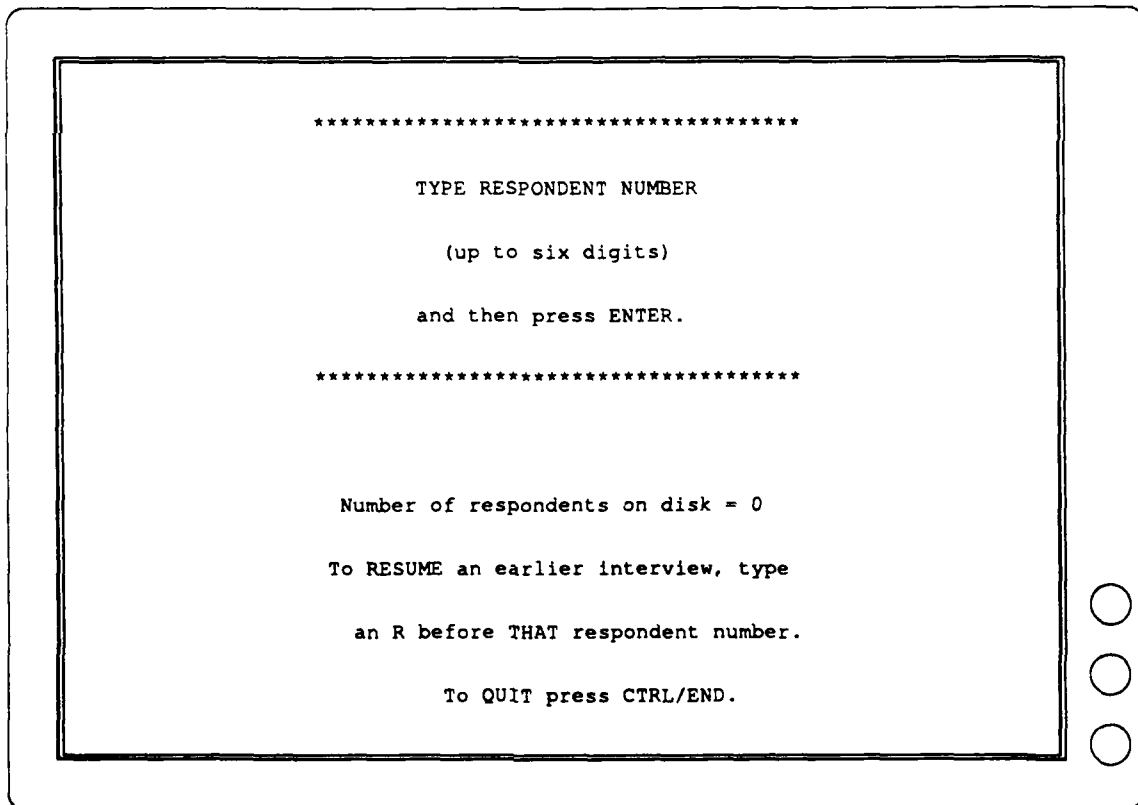 **************************************
TYPE RESPONDENT NUMBER
(up to six digits)
and then press ENTER.
**************************************
Number of respondents on disk = 0
To RESUME an earlier interview, type
an R before THAT respondent number.
To QUIT press CTRL/END.